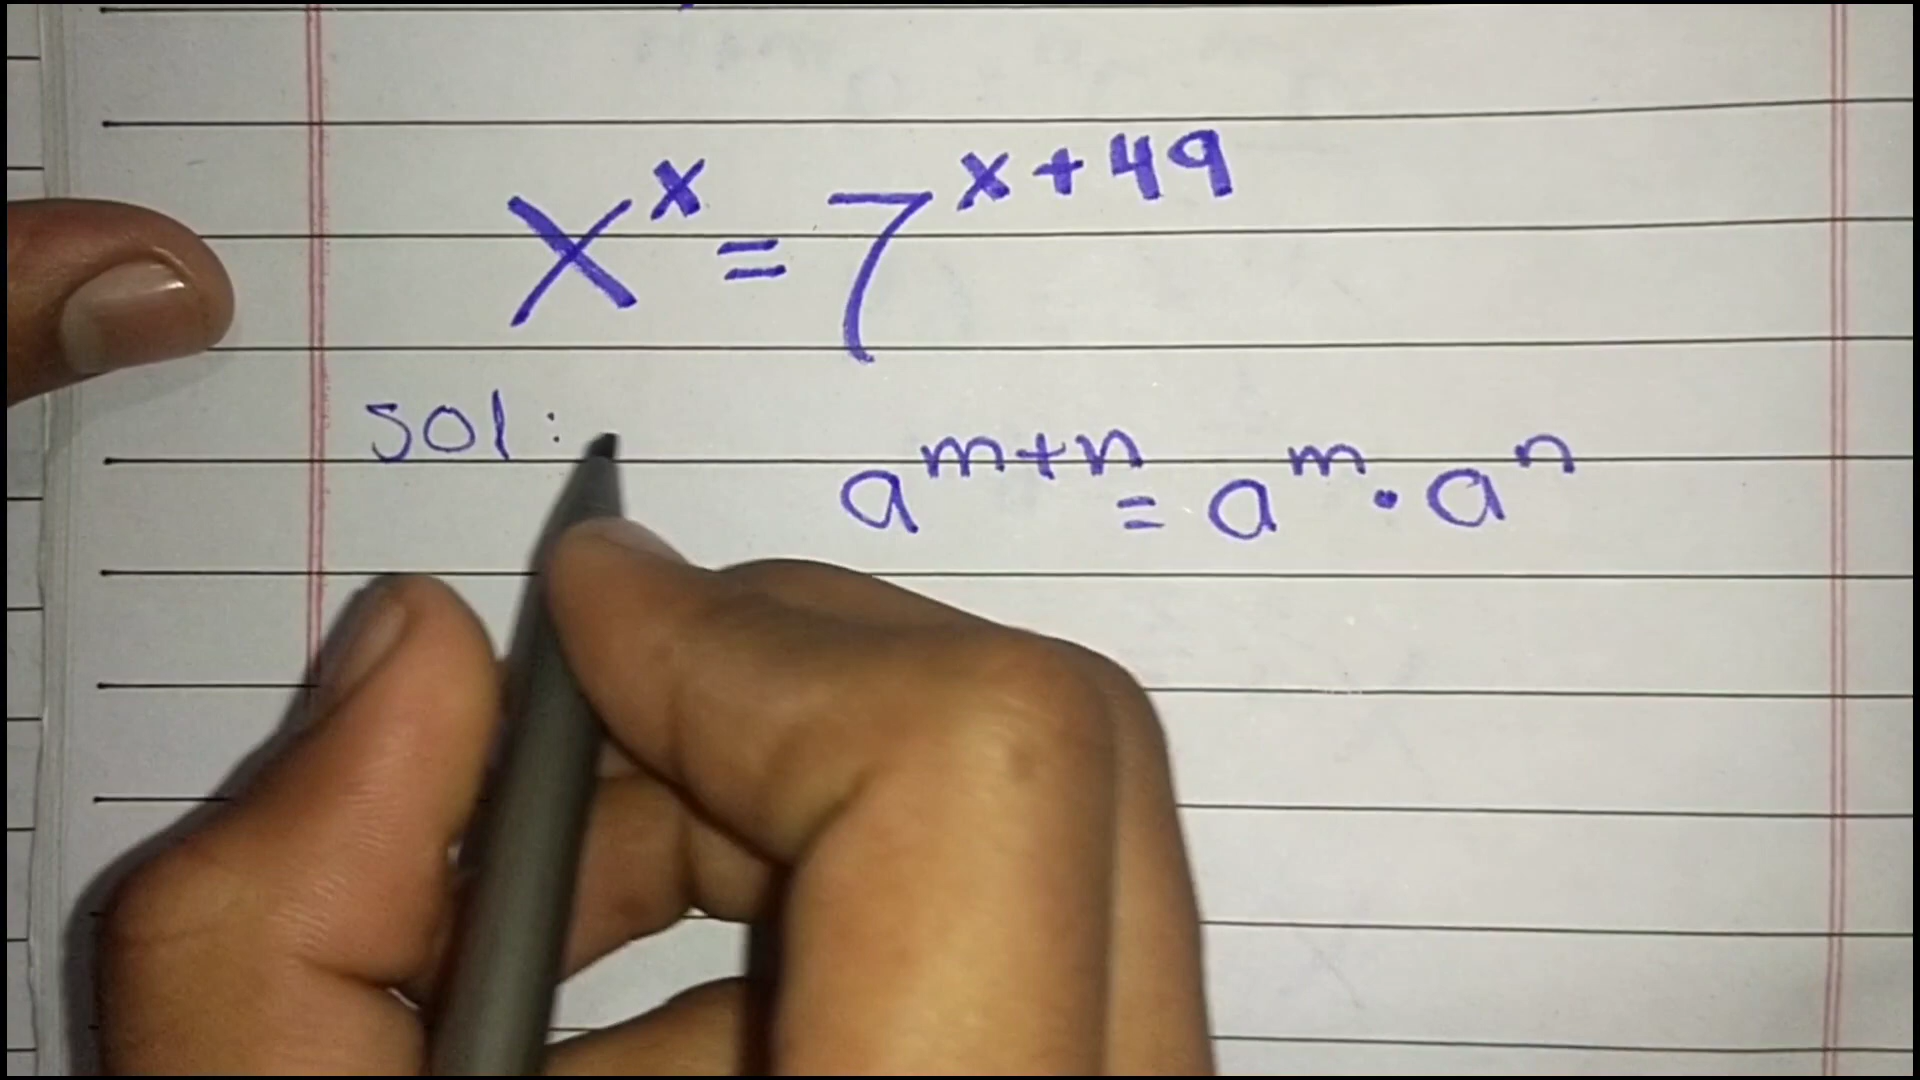 x^x = 7^{x+49}
Sol:
a^{m+n} = a^m · a^n